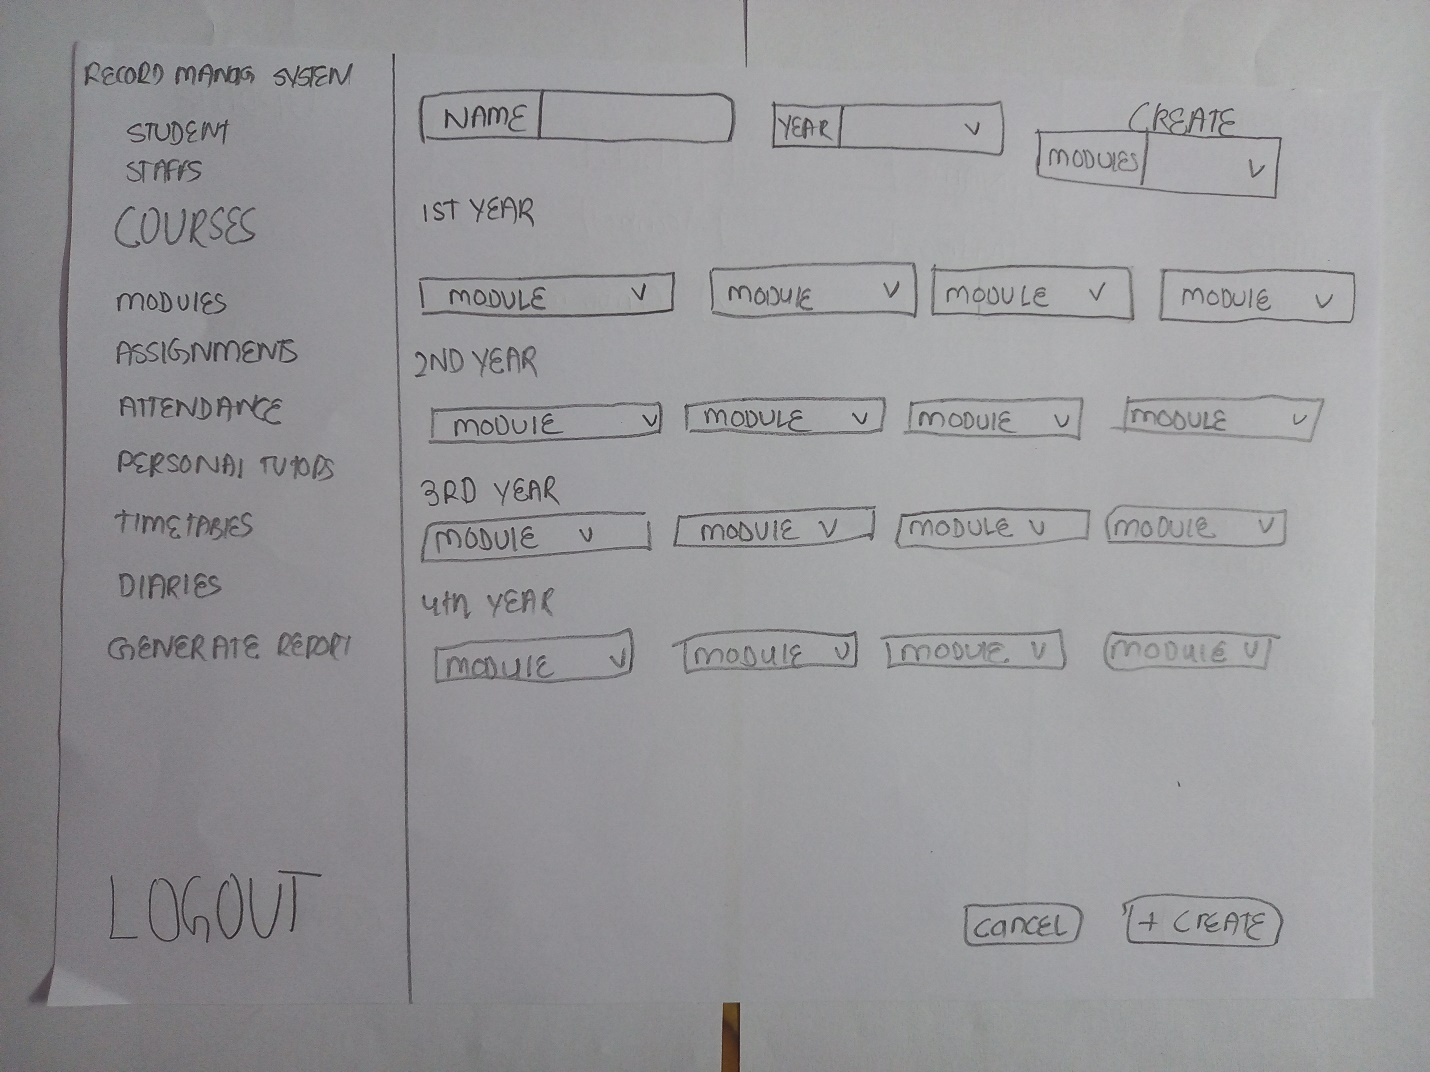 RECORD MANAG SYSTEM
STUDENT
STAFFS
COURSES
MODULES
ASSIGNMENTS
ATTENDANCE
PERSONAL TUTORS
TIMETABLES
DIARIES
GENERATE REPORT
LOGOUT
NAME
YEAR
CREATE
MODULES
1ST YEAR
MODULE MODULE MODULE MODULE
2ND YEAR
MODULE MODULE MODULE MODULE
3RD YEAR
MODULE MODULE MODULE MODULE
4th YEAR
MODULE MODULE MODULE MODULE
CANCEL + CREATE